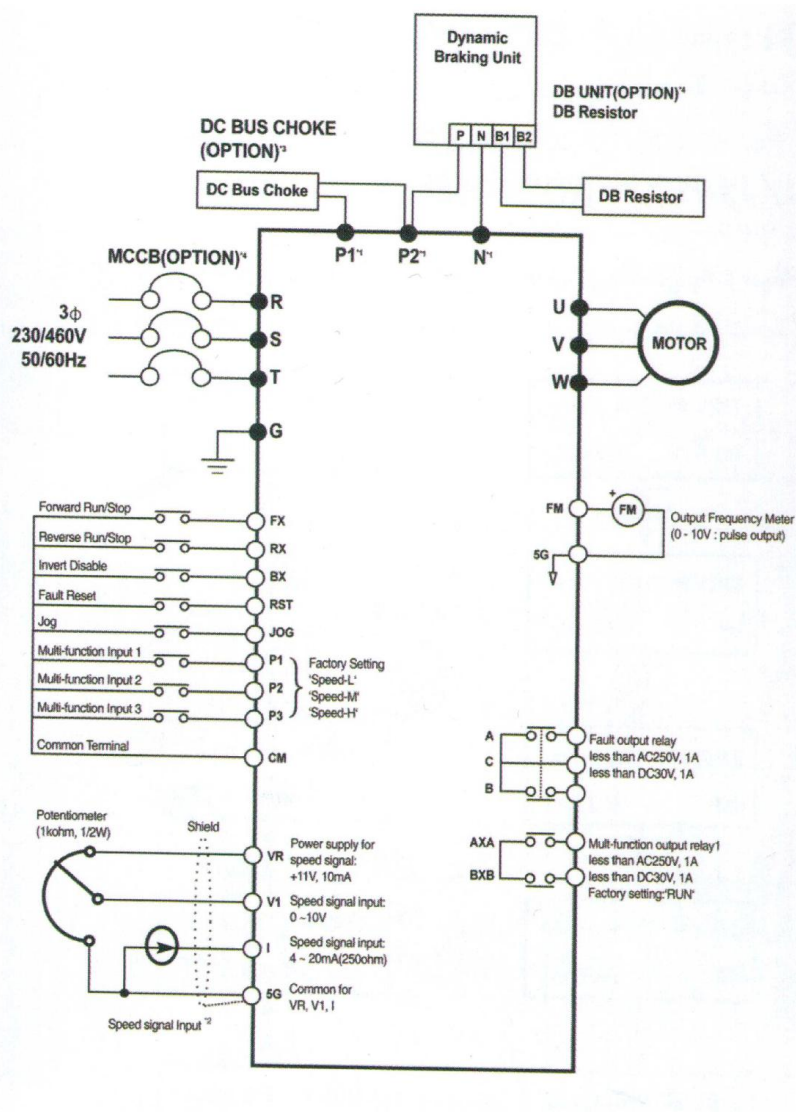 Dynamic
Braking Unit
DB UNIT(OPTION)*4
DB Resistor
P N B1 B2
DC BUS CHOKE
(OPTION)*3
DC Bus Choke
DB Resistor
P1*1
P2*1
N*1
MCCB(OPTION)*4
R
S
T
G
3ϕ
230/460V
50/60Hz
U
V
W
MOTOR
Forward Run/Stop
FX
Reverse Run/Stop
RX
Invert Disable
BX
Fault Reset
RST
Jog
JOG
Multi-function Input 1
P1
Multi-function Input 2
P2
Multi-function Input 3
P3
Factory Setting
'Speed-L'
'Speed-M'
'Speed-H'
Common Terminal
CM
FM
+
FM
5G
Output Frequency Meter
(0 - 10V : pulse output)
A
C
B
Fault output relay
less than AC250V, 1A
less than DC30V, 1A
AXA
BXB
Mult-function output relay1
less than AC250V, 1A
less than DC30V, 1A
Factory setting:'RUN'
Potentiometer
(1kohm, 1/2W)
Shield
VR
Power supply for
speed signal:
+11V, 10mA
V1
Speed signal input:
0 ~10V
I
Speed signal input:
4 ~ 20mA(250ohm)
5G
Common for
VR, V1, I
Speed signal Input *2